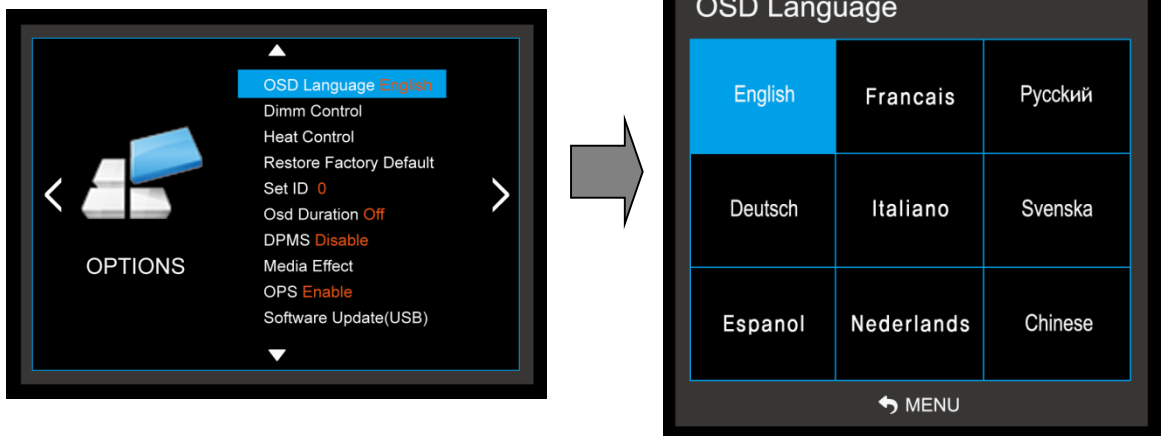 OSD Language English
Dimm Control
Heat Control
Restore Factory Default
Set ID 0
Osd Duration Off
DPMS Disable
OPTIONS
Media Effect
OPS Enable
Software Update(USB)
OSD Language
English Francais Русский
Deutsch Italiano Svenska
Espanol Nederlands Chinese
MENU